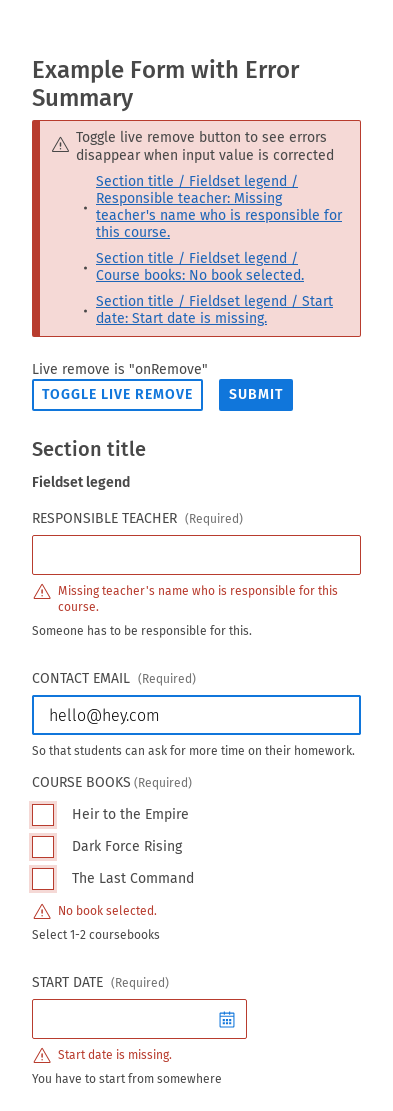 Example Form with Error
Summary
Toggle live remove button to see errors
disappear when input value is corrected
Section title / Fieldset legend /
Responsible teacher: Missing
teacher's name who is responsible for
this course.
Section title / Fieldset legend /
Course books: No book selected.
Section title / Fieldset legend / Start
date: Start date is missing.
Live remove is "onRemove"
TOGGLE LIVE REMOVE SUBMIT
Section title
Fieldset legend
RESPONSIBLE TEACHER (Required)
Missing teacher's name who is responsible for this
course.
Someone has to be responsible for this.
CONTACT EMAIL (Required)
hello@hey.com
So that students can ask for more time on their homework.
COURSE BOOKS (Required)
Heir to the Empire
Dark Force Rising
The Last Command
No book selected.
Select 1-2 coursebooks
START DATE (Required)
Start date is missing.
You have to start from somewhere